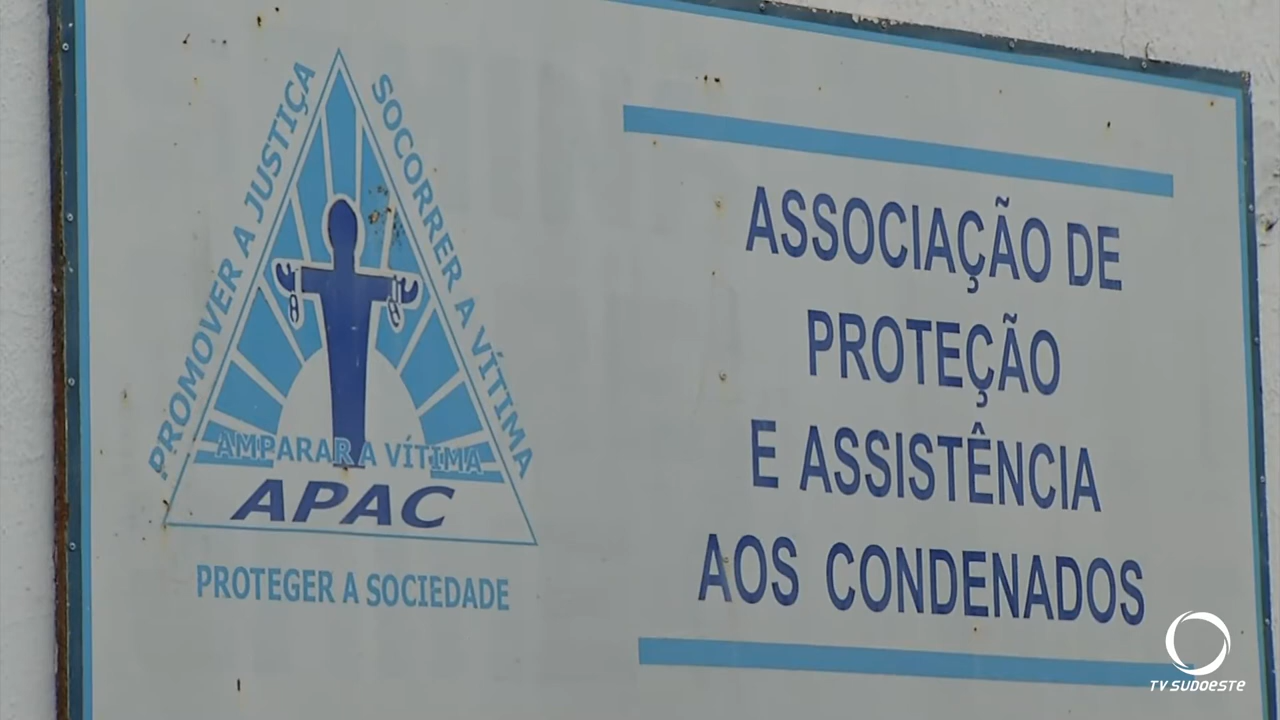 PROMOVER A JUSTIÇA
SOCORRER A VÍTIMA
AMPARAR A VÍTIMA
APAC
PROTEGER A SOCIEDADE
ASSOCIAÇÃO DE
PROTEÇÃO
E ASSISTÊNCIA
AOS CONDENADOS
TV SUDOESTE